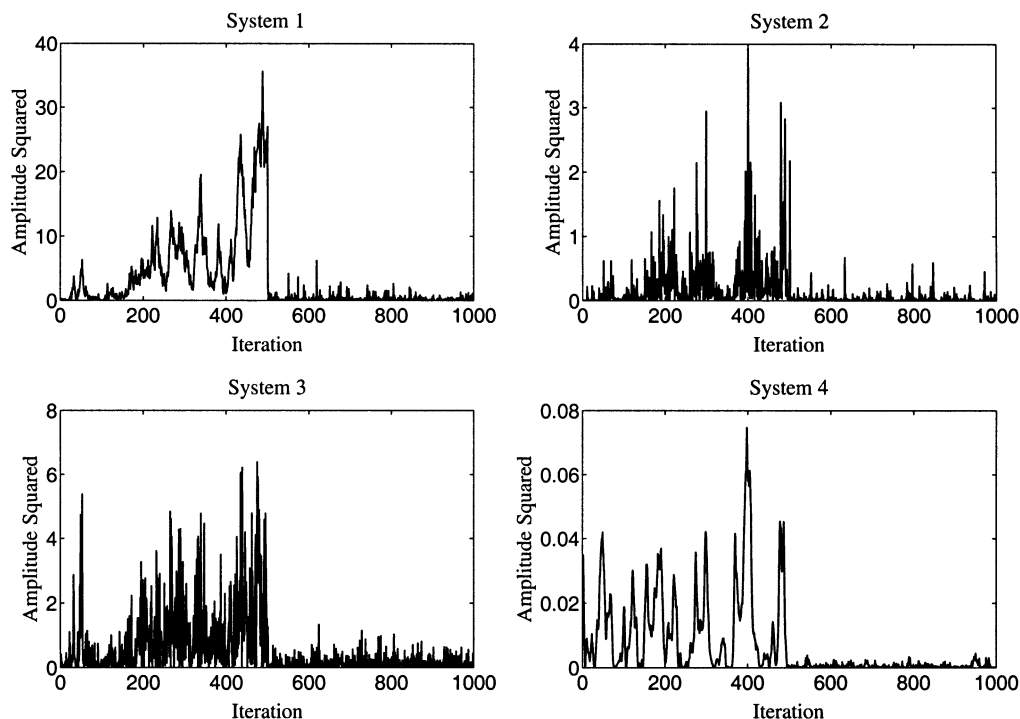 System 1
40
30
20
10
0
Amplitude Squared
0 200 400 600 800 1000
Iteration
System 2
4
3
2
1
0
Amplitude Squared
0 200 400 600 800 1000
Iteration
System 3
8
6
4
2
0
Amplitude Squared
0 200 400 600 800 1000
Iteration
System 4
0.08
0.06
0.04
0.02
0
Amplitude Squared
0 200 400 600 800 1000
Iteration